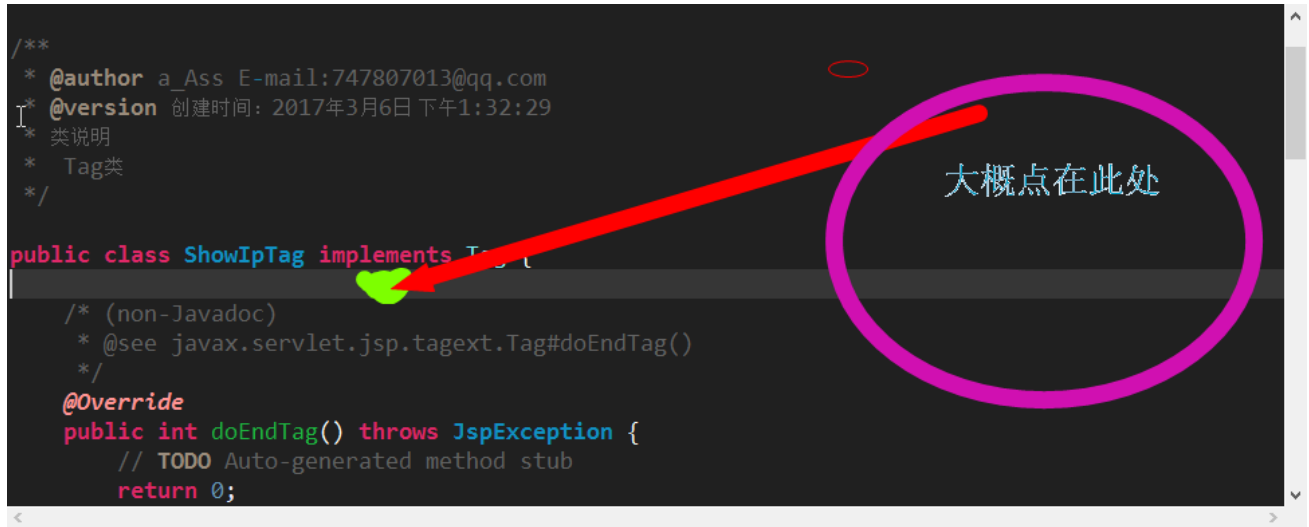 /**
* @author a_Ass E-mail:747807013@qq.com
* @version 创建时间：2017年3月6日 下午1:32:29
* 类说明
* Tag类
*/
大概点在此处
public class ShowIpTag implements Tag {
/* (non-Javadoc)
* @see javax.servlet.jsp.tagext.Tag#doEndTag()
*/
@Override
public int doEndTag() throws JspException {
// TODO Auto-generated method stub
return 0;